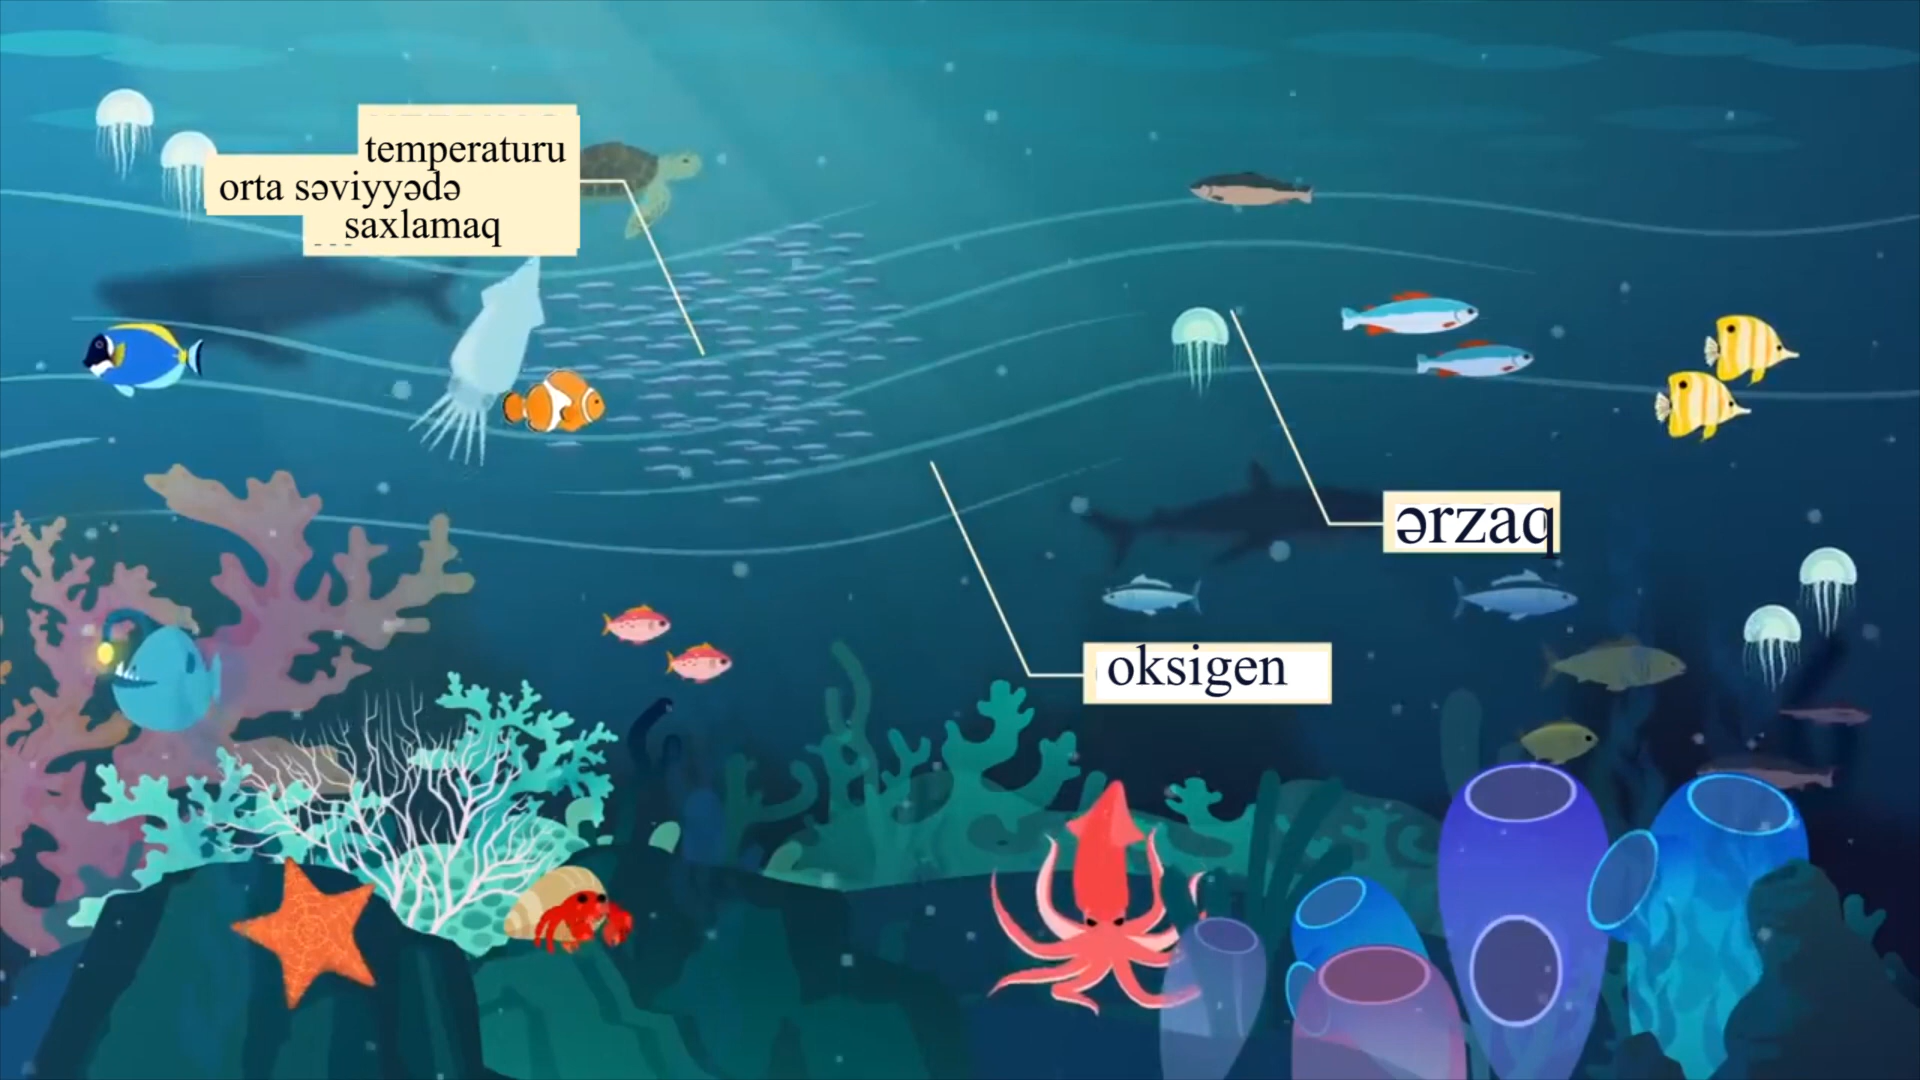 temperaturu
orta səviyyədə
saxlamaq
ərzaq
oksigen